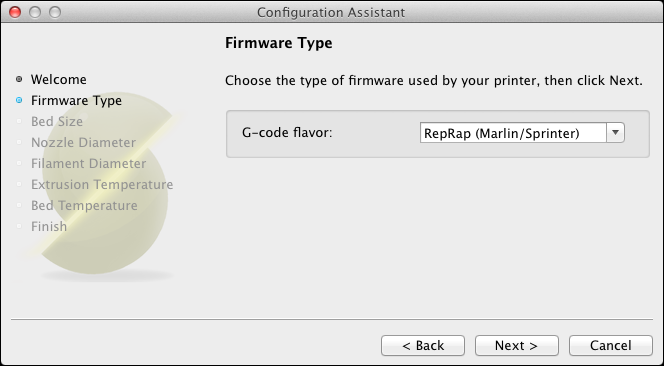 Configuration Assistant
Firmware Type
Welcome
Firmware Type
Bed Size
Nozzle Diameter
Filament Diameter
Extrusion Temperature
Bed Temperature
Finish
Choose the type of firmware used by your printer, then click Next.
G-code flavor: RepRap (Marlin/Sprinter)
< Back Next > Cancel